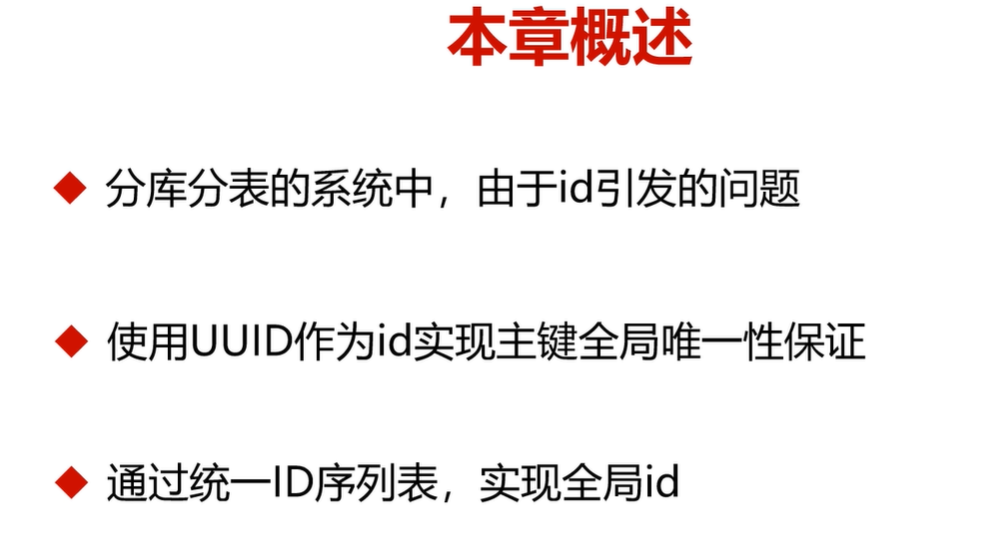 本章概述
分库分表的系统中，由于id引发的问题
使用UUID作为id实现主键全局唯一性保证
通过统一ID序列表，实现全局id